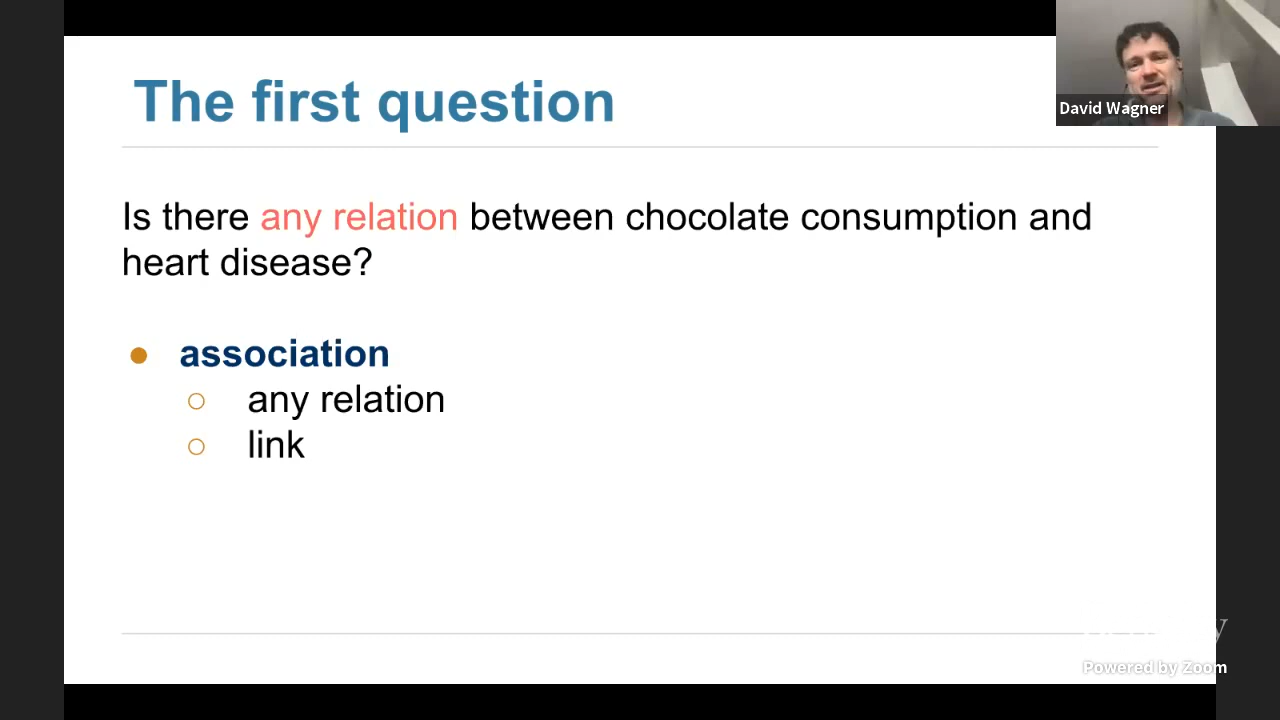 The first question
David Wagner
Is there any relation between chocolate consumption and
heart disease?
● association
○ any relation
○ link
Powered by Zoom